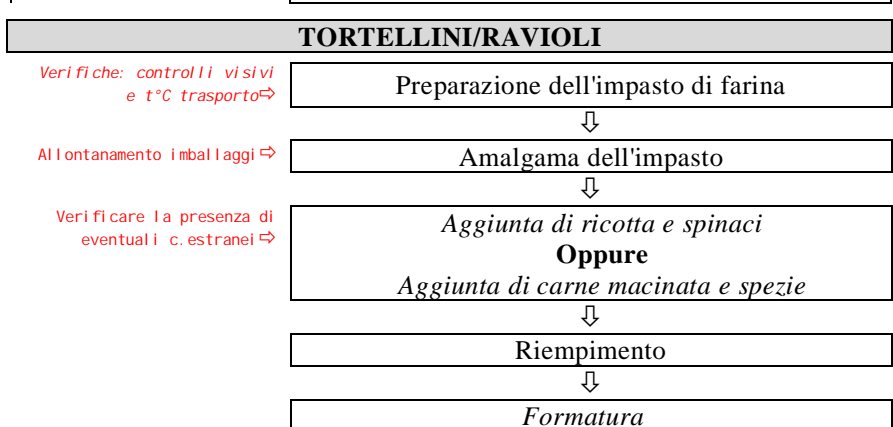 TORTELLINI/RAVIOLI
Verifiche: controlli visivi
e t°C trasporto⇨
Preparazione dell'impasto di farina
⇩
Allontanamento imballaggi⇨
Amalgama dell'impasto
⇩
Verificare la presenza di
eventuali c.estranei⇨
Aggiunta di ricotta e spinaci
Oppure
Aggiunta di carne macinata e spezie
⇩
Riempimento
⇩
Formatura